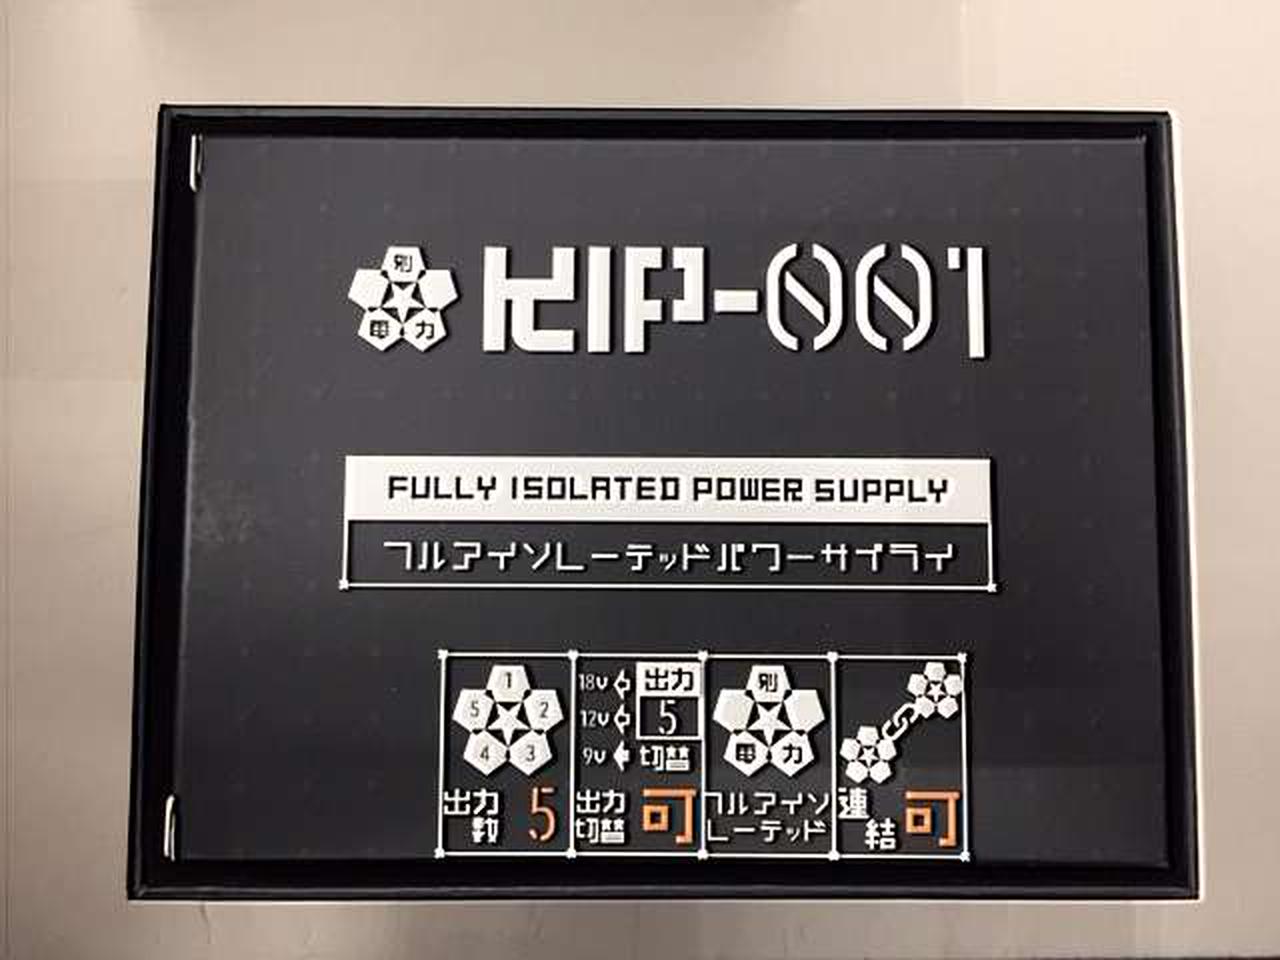 別
電 力
KIP-001
FULLY ISOLATED POWER SUPPLY
フルアイソレーテッドパワーサプライ
1
5 2
4 3
出力数 5
18V 出力
12V 5
9V 切替
出力切替 可
別
電 力
フルアイソレーテッド
連結 可